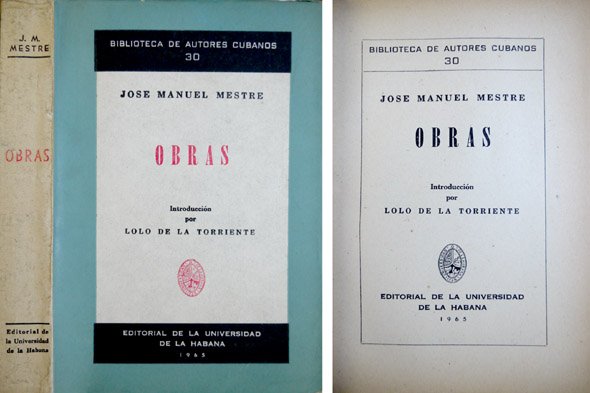 J. M.
MESTRE
OBRAS
Editorial de
la Universidad
de la Habana
BIBLIOTECA DE AUTORES CUBANOS
30
JOSE MANUEL MESTRE
OBRAS
Introducción
por
LOLO DE LA TORRIENTE
EDITORIAL DE LA UNIVERSIDAD
DE LA HABANA
1965
BIBLIOTECA DE AUTORES CUBANOS
30
JOSE MANUEL MESTRE
OBRAS
Introducción
por
LOLO DE LA TORRIENTE
EDITORIAL DE LA UNIVERSIDAD
DE LA HABANA
1965